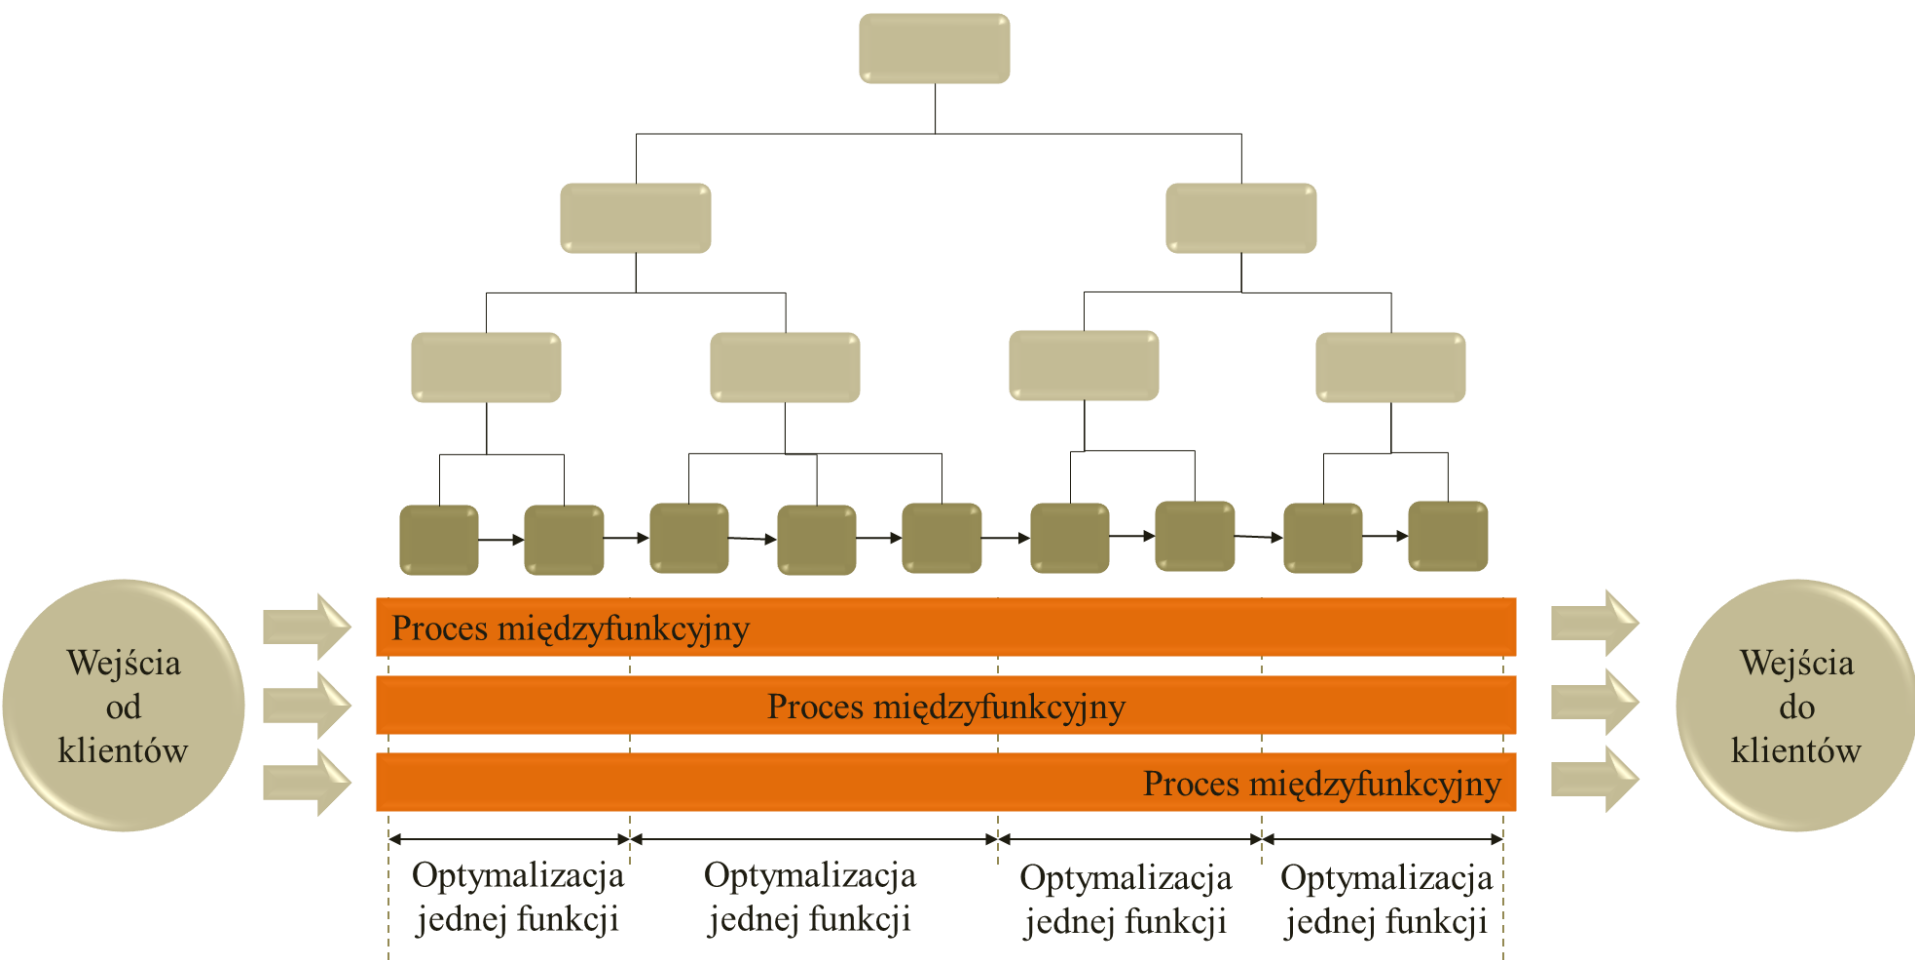 Proces międzyfunkcyjny
Wejścia
od
klientów
Proces międzyfunkcyjny
Wejścia
do
klientów
Proces międzyfunkcyjny
Optymalizacja
jednej funkcji
Optymalizacja
jednej funkcji
Optymalizacja
jednej funkcji
Optymalizacja
jednej funkcji